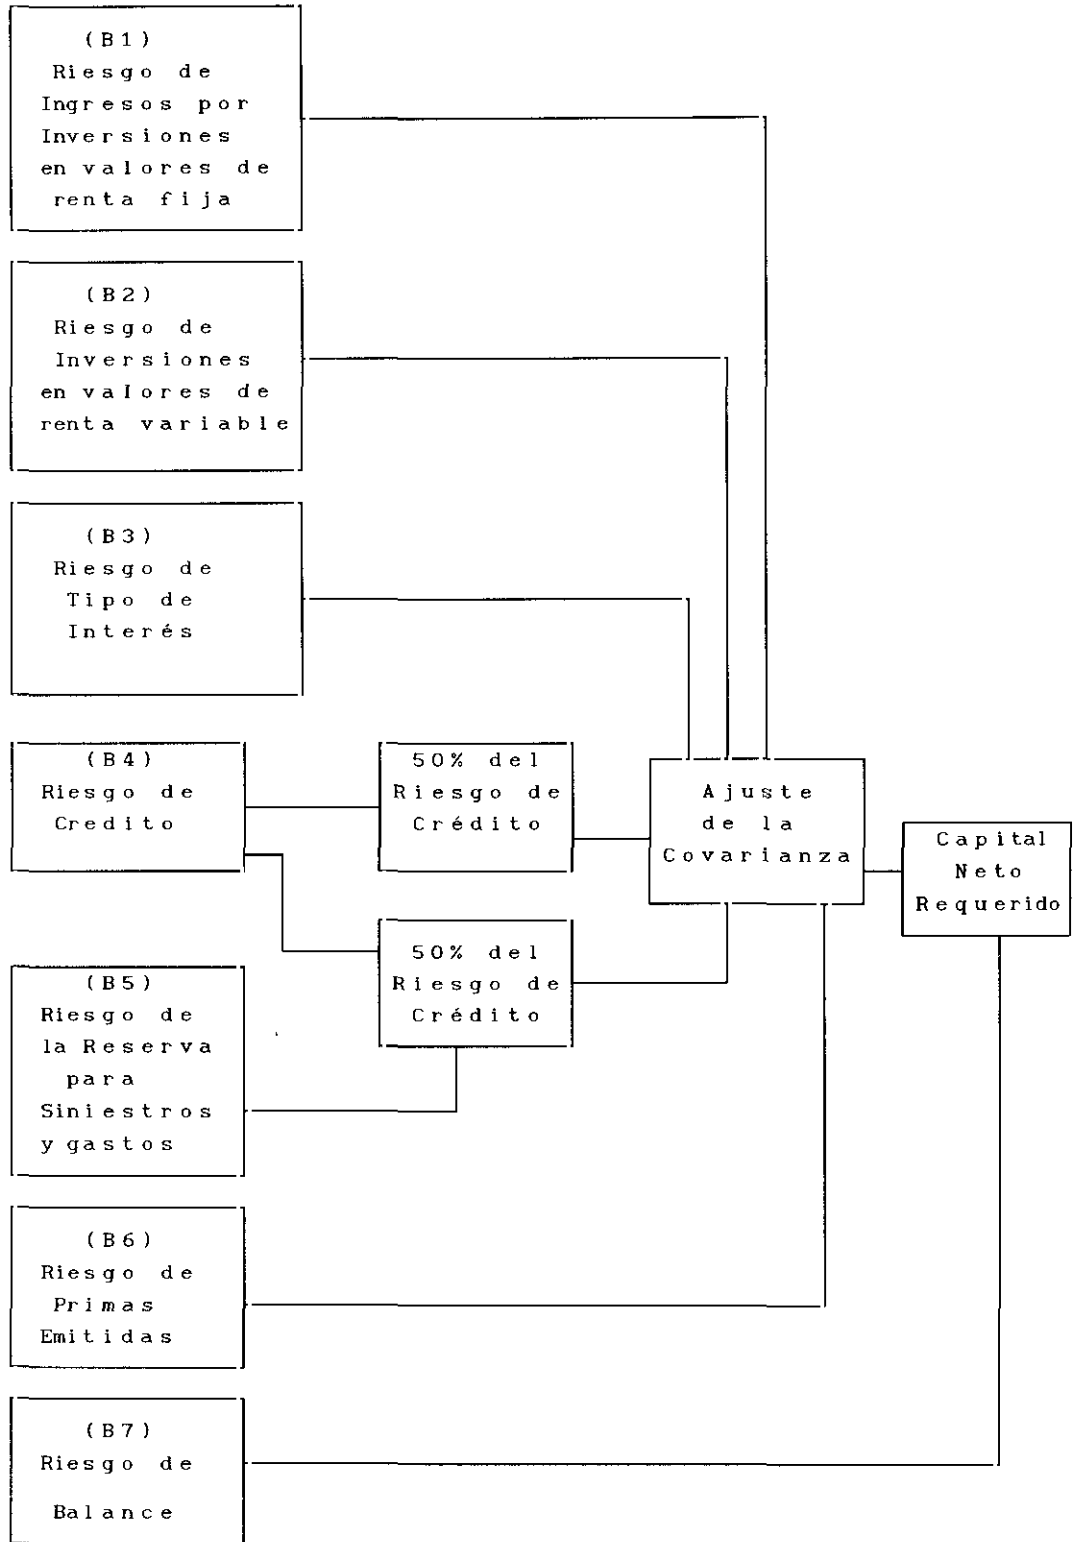 (B1)
Riesgo de
Ingresos por
Inversiones
en valores de
renta fija
(B2)
Riesgo de
Inversiones
en valores de
renta variable
(B3)
Riesgo de
Tipo de
Interés
(B4)
Riesgo de
Credito
50% del
Riesgo de
Crédito
Ajuste
de la
Covarianza
Capital
Neto
Requerido
50% del
Riesgo de
Crédito
(B5)
Riesgo de
la Reserva
para
Siniestros
y gastos
(B6)
Riesgo de
Primas
Emitidas
(B7)
Riesgo de
Balance